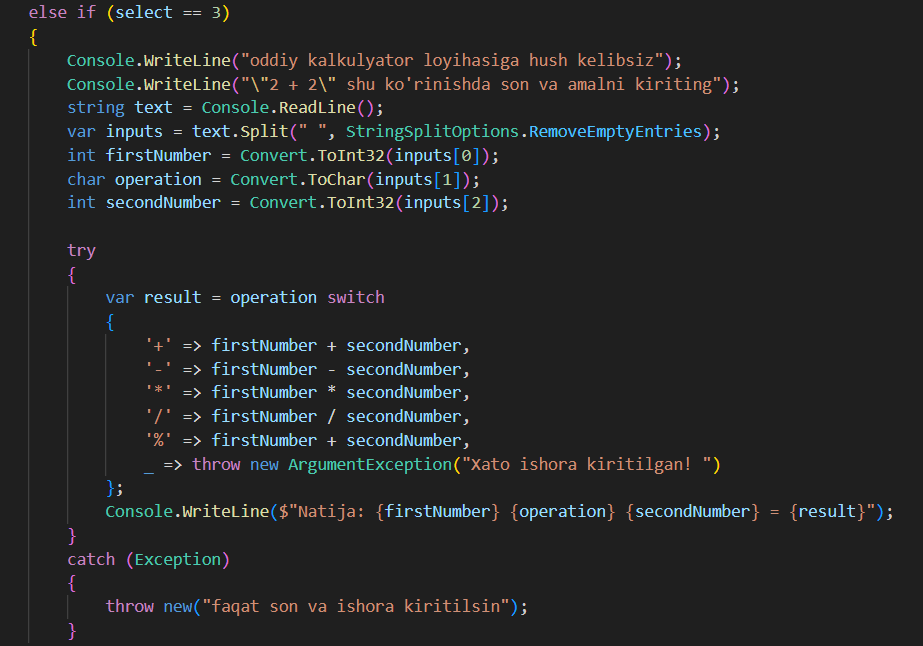 else if (select == 3)
{
    Console.WriteLine("oddiy kalkulyator loyihasiga hush kelibsiz");
    Console.WriteLine("\"2 + 2\" shu ko'rinishda son va amalni kiriting");
    string text = Console.ReadLine();
    var inputs = text.Split(" ", StringSplitOptions.RemoveEmptyEntries);
    int firstNumber = Convert.ToInt32(inputs[0]);
    char operation = Convert.ToChar(inputs[1]);
    int secondNumber = Convert.ToInt32(inputs[2]);

    try
    {
        var result = operation switch
        {
            '+' => firstNumber + secondNumber,
            '-' => firstNumber - secondNumber,
            '*' => firstNumber * secondNumber,
            '/' => firstNumber / secondNumber,
            '%' => firstNumber + secondNumber,
            _ => throw new ArgumentException("Xato ishora kiritilgan! ")
        };
        Console.WriteLine($"Natija: {firstNumber} {operation} {secondNumber} = {result}");
    }
    catch (Exception)
    {
        throw new("faqat son va ishora kiritilsin");
    }